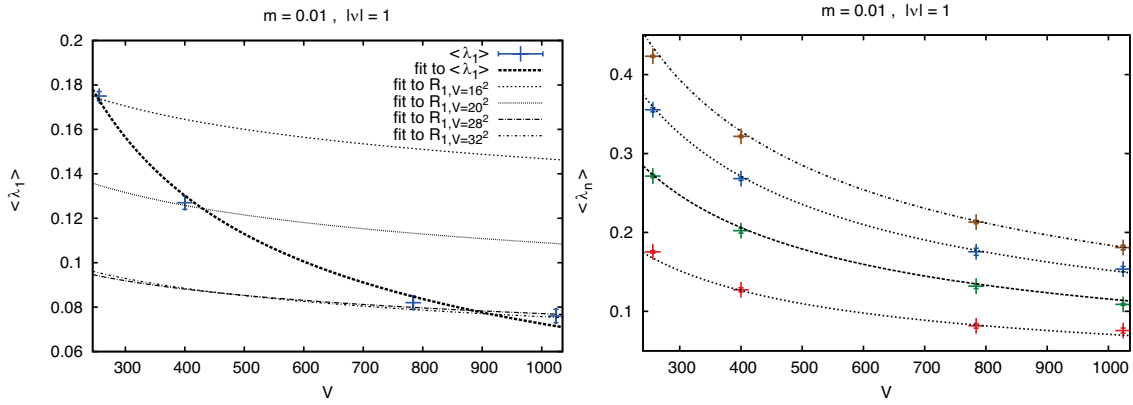 m = 0.01 , |ν| = 1
0.2
0.18
0.16
0.14
0.12
0.1
0.08
0.06
< λ₁ >
300 400 500 600 700 800 900 1000
V
< λ₁ >
fit to < λ₁ >
fit to R₁,V=16²
fit to R₁,V=20²
fit to R₁,V=28²
fit to R₁,V=32²
m = 0.01 , |ν| = 1
0.4
0.3
0.2
0.1
< λₙ >
300 400 500 600 700 800 900 1000
V